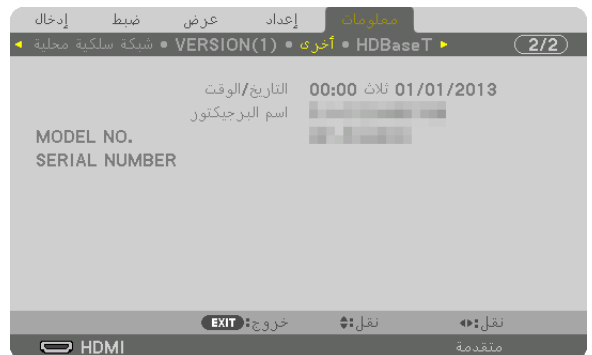 إدخال ضبط عرض إعداد معلومات
◄ شبكة سلكية محلية • VERSION(1) • أخرى • HDBaseT ► 2/2
التاريخ/الوقت 00:00 ثلاث 01/01/2013
اسم البرجيكتور
MODEL NO.
SERIAL NUMBER
EXIT خروج: نقل: نقل:
HDMI متقدمة